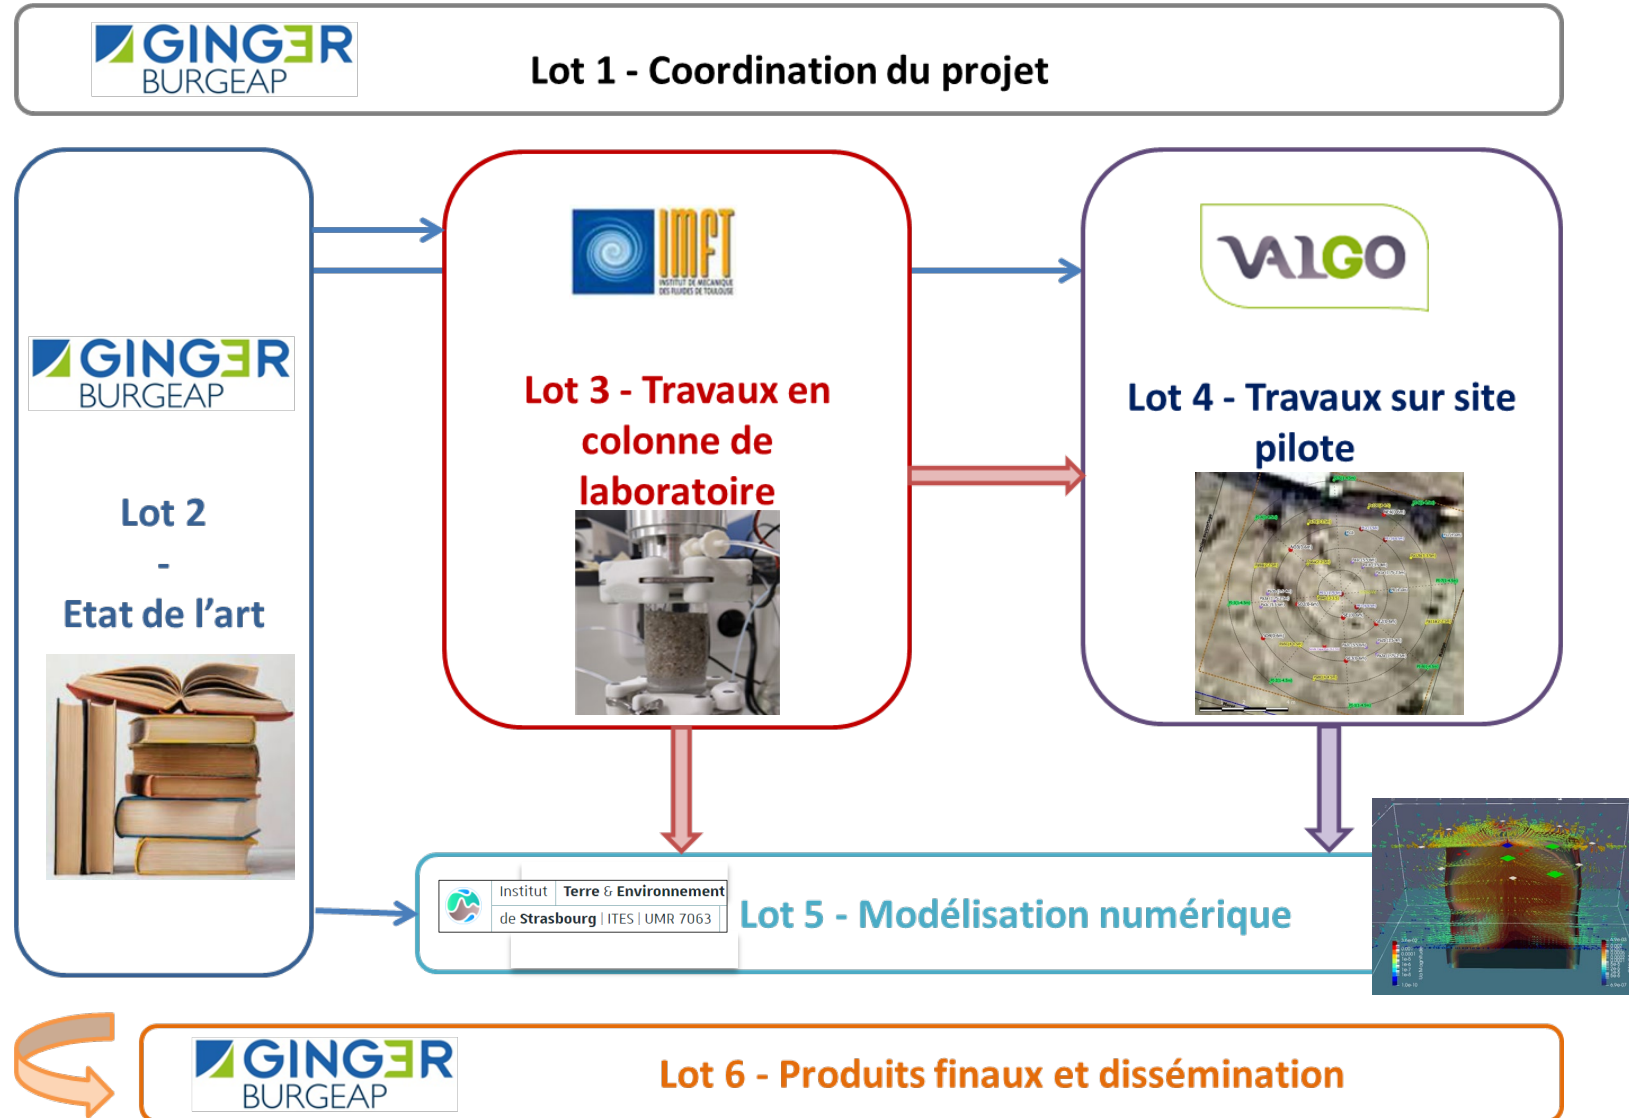 GINGER
BURGEAP
Lot 1 - Coordination du projet
GINGER
BURGEAP
Lot 2
-
Etat de l’art
IMFT
INSTITUT DE MECANIQUE
DES FLUIDES DE TOULOUSE
Lot 3 - Travaux en
colonne de
laboratoire
VALGO
Lot 4 - Travaux sur site
pilote
Institut Terre & Environnement
de Strasbourg | ITES | UMR 7063
Lot 5 - Modélisation numérique
GINGER
BURGEAP
Lot 6 - Produits finaux et dissémination